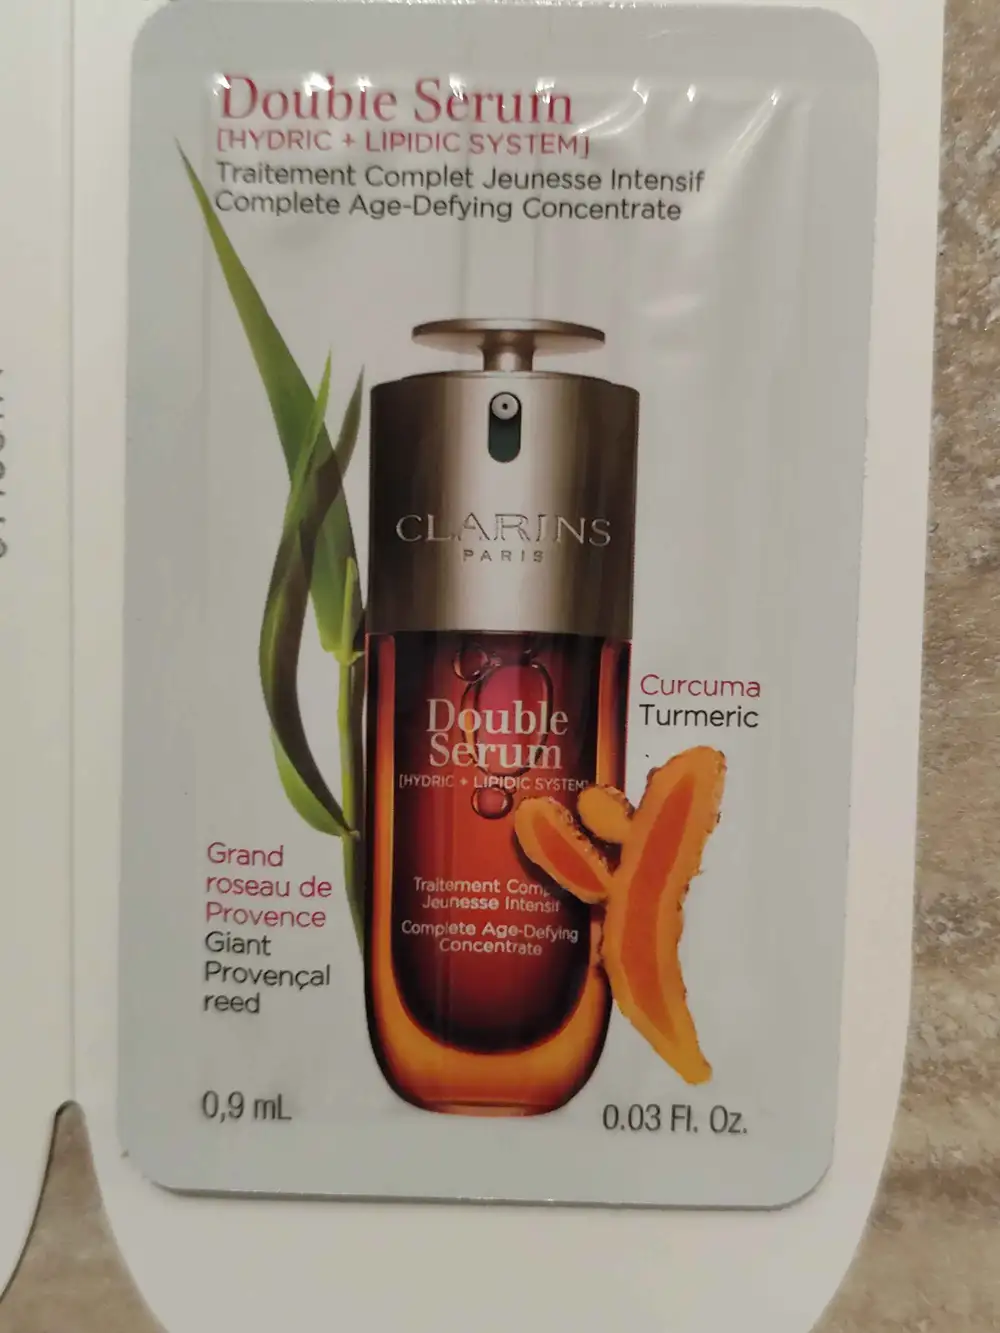 Double Serum
[HYDRIC + LIPIDIC SYSTEM]
Traitement Complet Jeunesse Intensif
Complete Age-Defying Concentrate
CLARINS
PARIS
Curcuma
Turmeric
Double
Serum
[HYDRIC + LIPIDIC SYSTEM]
Traitement
Jeunesse Intensif
Complete Age-Defying
Concentrate
Grand
roseau de
Provence
Giant
Provençal
reed
0,9 mL
0.03 Fl. Oz.